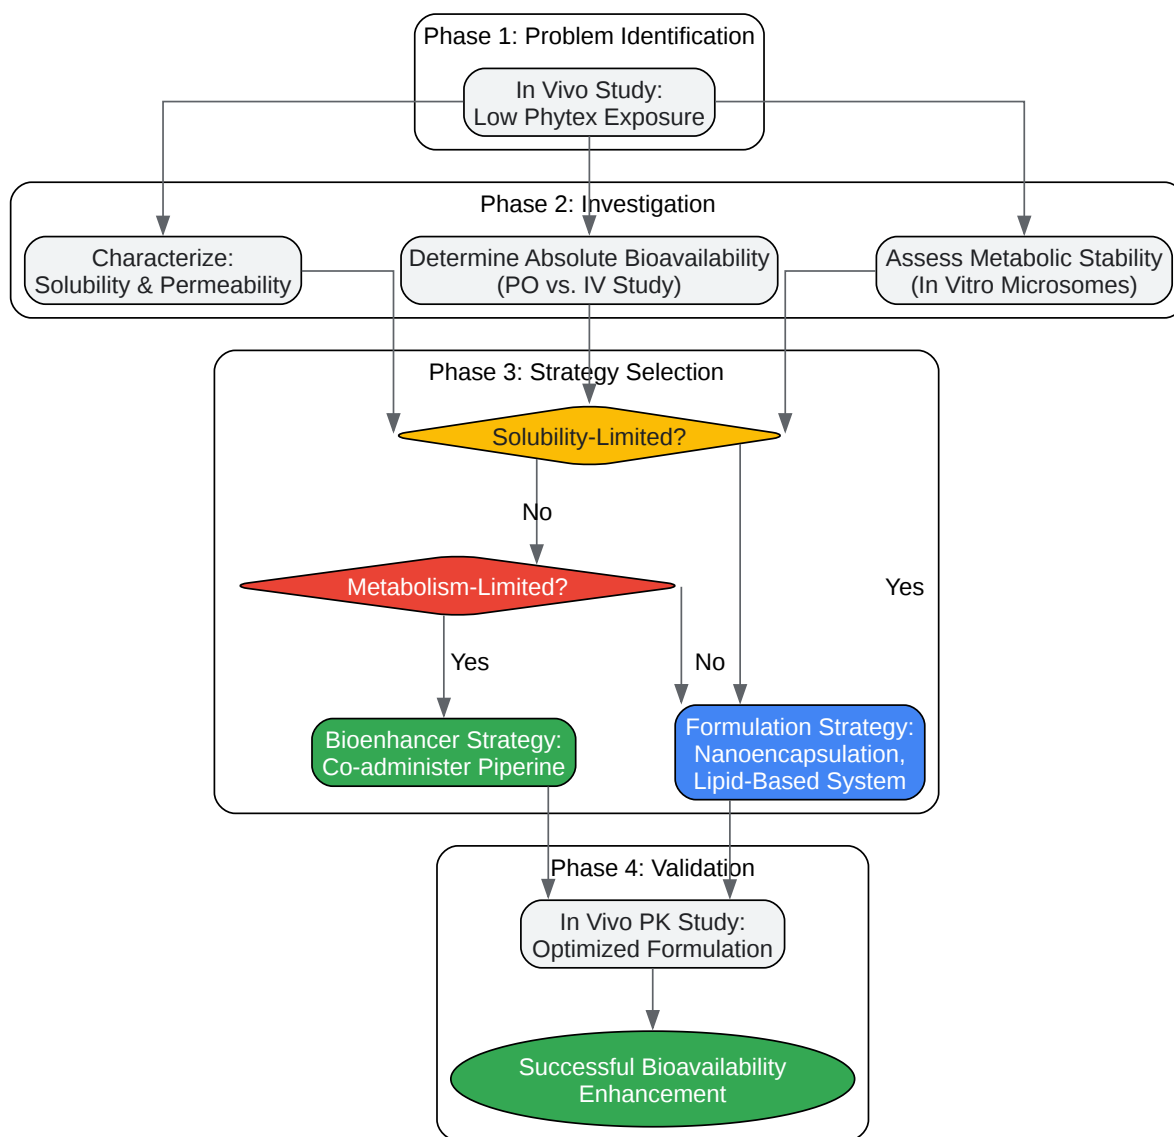 Phase 1: Problem Identification
In Vivo Study:
Low Phytex Exposure
Phase 2: Investigation
Characterize:
Solubility & Permeability
Determine Absolute Bioavailability
(PO vs. IV Study)
Assess Metabolic Stability
(In Vitro Microsomes)
Phase 3: Strategy Selection
Solubility-Limited?
No
Metabolism-Limited?
Yes
Yes
No
Bioenhancer Strategy:
Co-administer Piperine
Formulation Strategy:
Nanoencapsulation,
Lipid-Based System
Phase 4: Validation
In Vivo PK Study:
Optimized Formulation
Successful Bioavailability
Enhancement